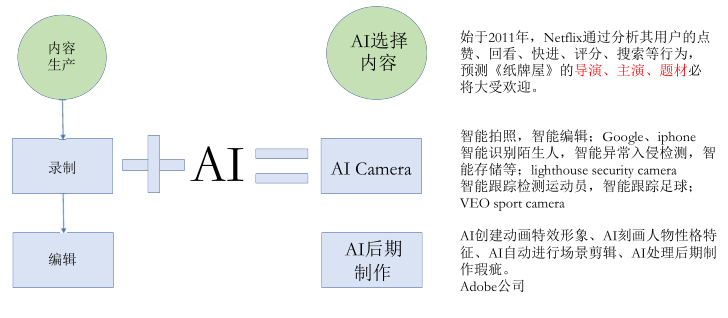 内容
生产
AI选择
内容
始于2011年，Netflix通过分析其用户的点
赞、回看、快进、评分、搜索等行为，
预测《纸牌屋》的导演、主演、题材必
将大受欢迎。
录制
AI
AI Camera
智能拍照，智能编辑；Google、iphone
智能识别陌生人，智能异常入侵检测，智
能存储等；lighthouse security camera
智能跟踪检测运动员，智能跟踪足球；
VEO sport camera
编辑
AI后期
制作
AI创建动画特效形象、AI刻画人物性格特
征、AI自动进行场景剪辑、AI处理后期制
作瑕疵。
Adobe公司